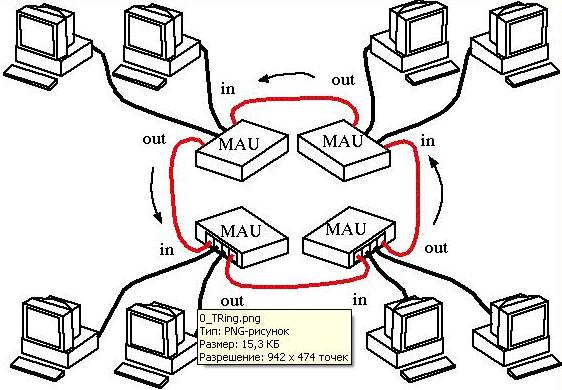 in
out
out
MAU
MAU
in
in
MAU
MAU
out
out
in
0_TRing.png
Тип: PNG-рисунок
Размер: 15,3 КБ
Разрешение: 942 x 474 точек